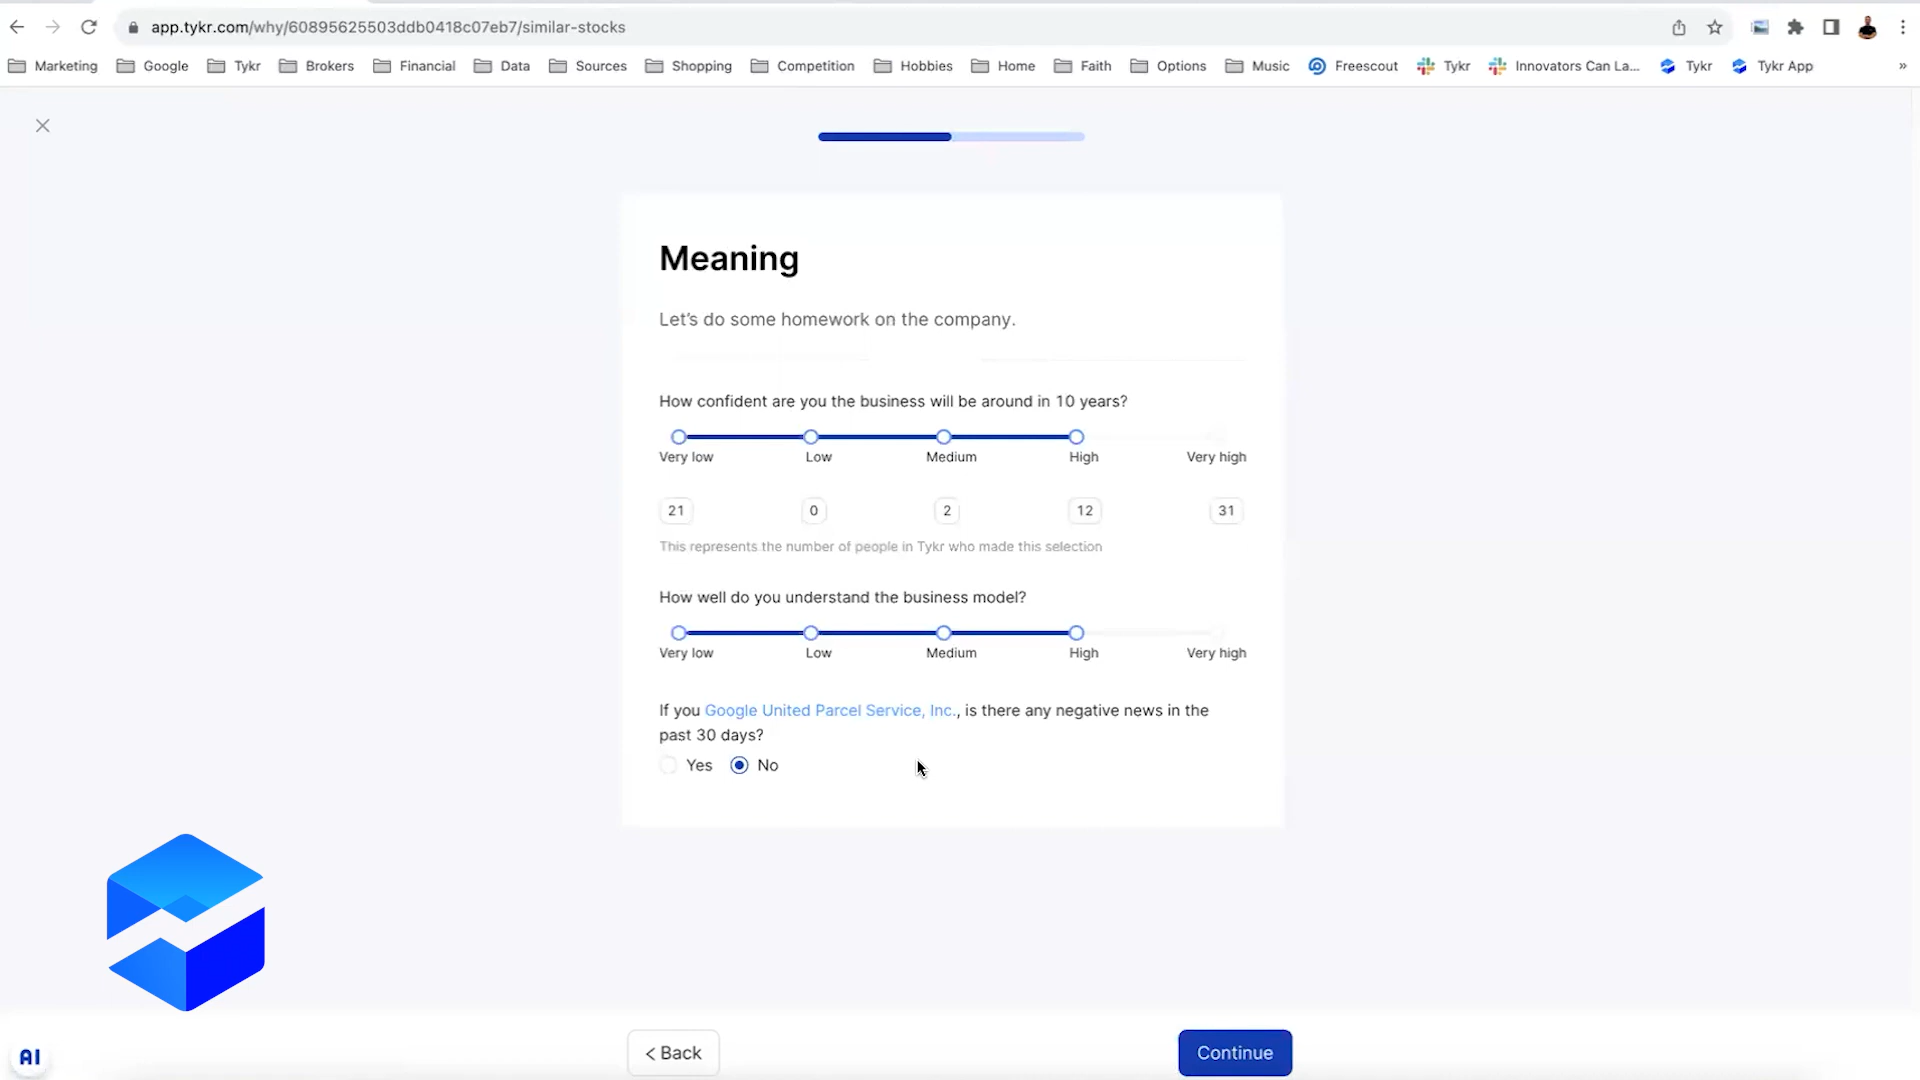 app.tykr.com/why/60895625503ddb0418c07eb7/similar-stocks
Marketing Google Tykr Brokers Financial Data Sources Shopping Competition Hobbies Home Faith Options Music Freescout Tykr Innovators Can La... Tykr Tykr App »
Meaning
Let's do some homework on the company.
How confident are you the business will be around in 10 years?
Very low Low Medium High Very high
21 0 2 12 31
This represents the number of people in Tykr who made this selection
How well do you understand the business model?
Very low Low Medium High Very high
If you Google United Parcel Service, Inc., is there any negative news in the
past 30 days?
Yes No
AI
< Back Continue